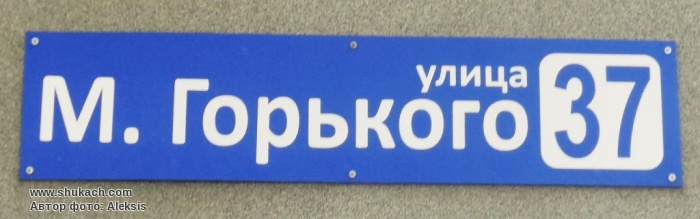 улица
М. Горького 37
www.shukach.com
Автор фото: Aleksis